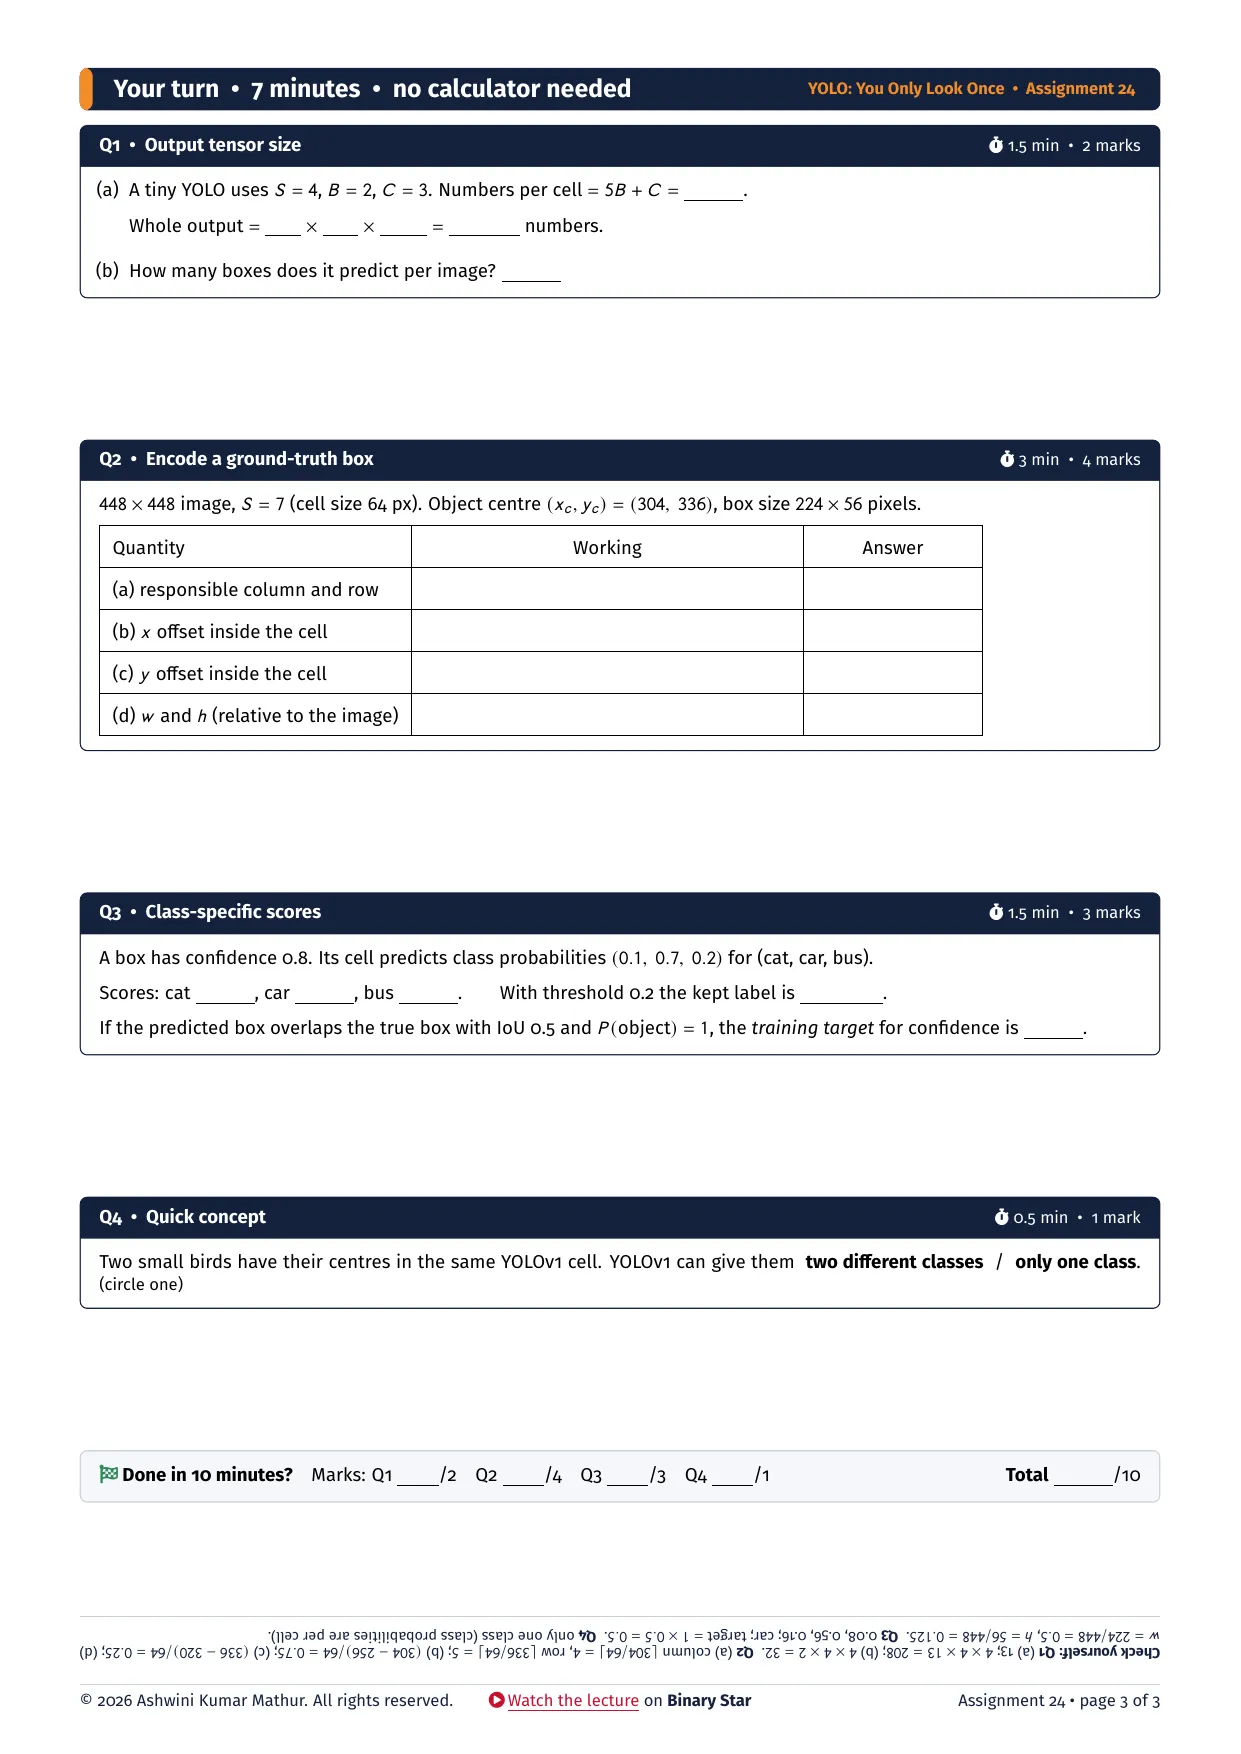 Your turn • 7 minutes • no calculator needed
YOLO: You Only Look Once • Assignment 24
Q1 • Output tensor size
1.5 min • 2 marks
(a) A tiny YOLO uses S = 4, B = 2, C = 3. Numbers per cell = 5B + C = ______.
Whole output = ____ × ____ × _____ = ________ numbers.
(b) How many boxes does it predict per image? ______
Q2 • Encode a ground-truth box
3 min • 4 marks
448 × 448 image, S = 7 (cell size 64 px). Object centre (x_c, y_c) = (304, 336), box size 224 × 56 pixels.
Quantity
Working
Answer
(a) responsible column and row
(b) x offset inside the cell
(c) y offset inside the cell
(d) w and h (relative to the image)
Q3 • Class-specific scores
1.5 min • 3 marks
A box has confidence 0.8. Its cell predicts class probabilities (0.1, 0.7, 0.2) for (cat, car, bus).
Scores: cat ______, car ______, bus ______. With threshold 0.2 the kept label is ________.
If the predicted box overlaps the true box with IoU 0.5 and P(object) = 1, the training target for confidence is ______.
Q4 • Quick concept
0.5 min • 1 mark
Two small birds have their centres in the same YOLOv1 cell. YOLOv1 can give them two different classes / only one class.
(circle one)
Done in 10 minutes? Marks: Q1 ____/2 Q2 ____/4 Q3 ____/3 Q4 ____/1
Total ______/10
Check yourself: Q1 (a) 13; 4 × 4 × 13 = 208; (b) 4 × 4 × 2 = 32. Q2 (a) column ⌊304/64⌋ = 4, row ⌊336/64⌋ = 5; (b) (304 − 256)/64 = 0.75; (c) (336 − 320)/64 = 0.25; (d)
w = 224/448 = 0.5, h = 56/448 = 0.125. Q3 0.08, 0.56, 0.16; car; target = 1 × 0.5 = 0.5. Q4 only one class (class probabilities are per cell).
© 2026 Ashwini Kumar Mathur. All rights reserved.
Watch the lecture on Binary Star
Assignment 24 • page 3 of 3